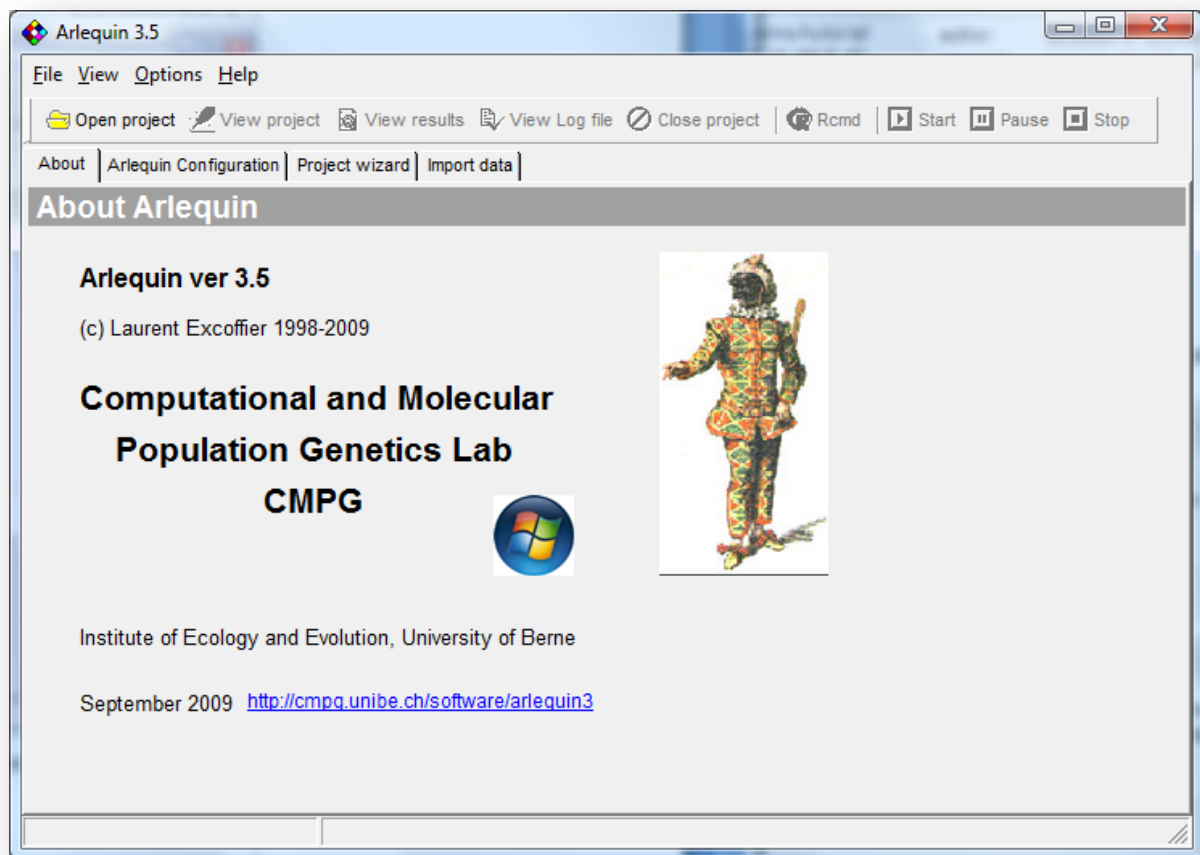 Arlequin 3.5
File View Options Help
Open project View project View results View Log file Close project Rcmd Start Pause Stop
About Arlequin Configuration Project wizard Import data
About Arlequin
Arlequin ver 3.5
(c) Laurent Excoffier 1998-2009
Computational and Molecular
Population Genetics Lab
CMPG
Institute of Ecology and Evolution, University of Berne
September 2009 http://cmpg.unibe.ch/software/arlequin3